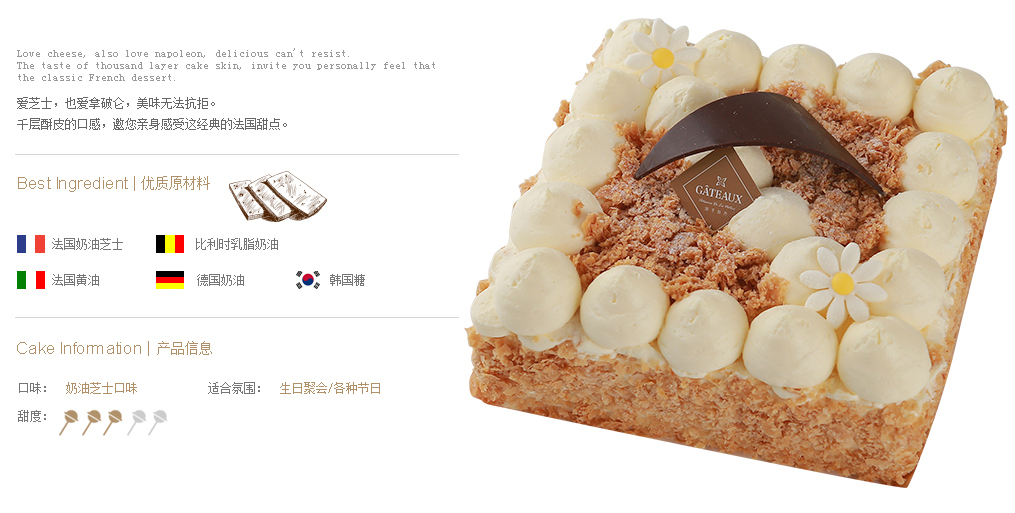 Love cheese, also love napoleon, delicious can't resist.
The taste of thousand layer cake skin, invite you personally feel that
the classic French dessert.
爱芝士，也爱拿破仑，美味无法抗拒。
千层酥皮的口感，邀您亲身感受这经典的法国甜点。
Best Ingredient | 优质原材料
法国奶油芝士 比利时乳脂奶油
法国黄油 德国奶油 韩国糖
Cake Information | 产品信息
口味： 奶油芝士口味 适合氛围： 生日聚会/各种节日
甜度：
GÂTEAUX